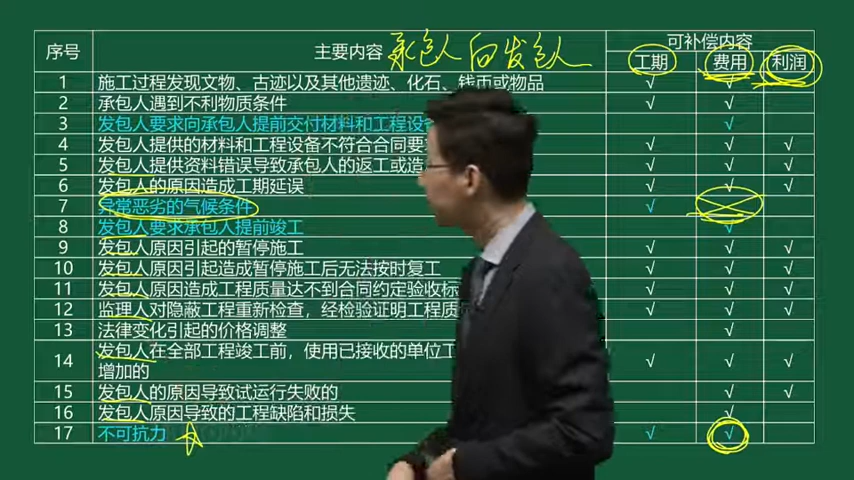 承包人向发包人
序号 主要内容 可补偿内容
工期 费用 利润
1 施工过程发现文物、古迹以及其他遗迹、化石、钱币或物品 √ √
2 承包人遇到不利物质条件 √ √
3 发包人要求向承包人提前交付材料和工程设 √
4 发包人提供的材料和工程设备不符合合同要 √ √ √
5 发包人提供资料错误导致承包人的返工或造 √ √ √
6 发包人的原因造成工期延误 √ √ √
7 异常恶劣的气候条件 √
8 发包人要求承包人提前竣工 √
9 发包人原因引起的暂停施工 √ √ √
10 发包人原因引起造成暂停施工后无法按时复工 √ √ √
11 发包人原因造成工程质量达不到合同约定验收标 √ √ √
12 监理人对隐蔽工程重新检查，经检验证明工程质 √ √ √
13 法律变化引起的价格调整 √
14 发包人在全部工程竣工前，使用已接收的单位工 √ √ √
增加的
15 发包人的原因导致试运行失败的 √ √
16 发包人原因导致的工程缺陷和损失 √
17 不可抗力 √ √